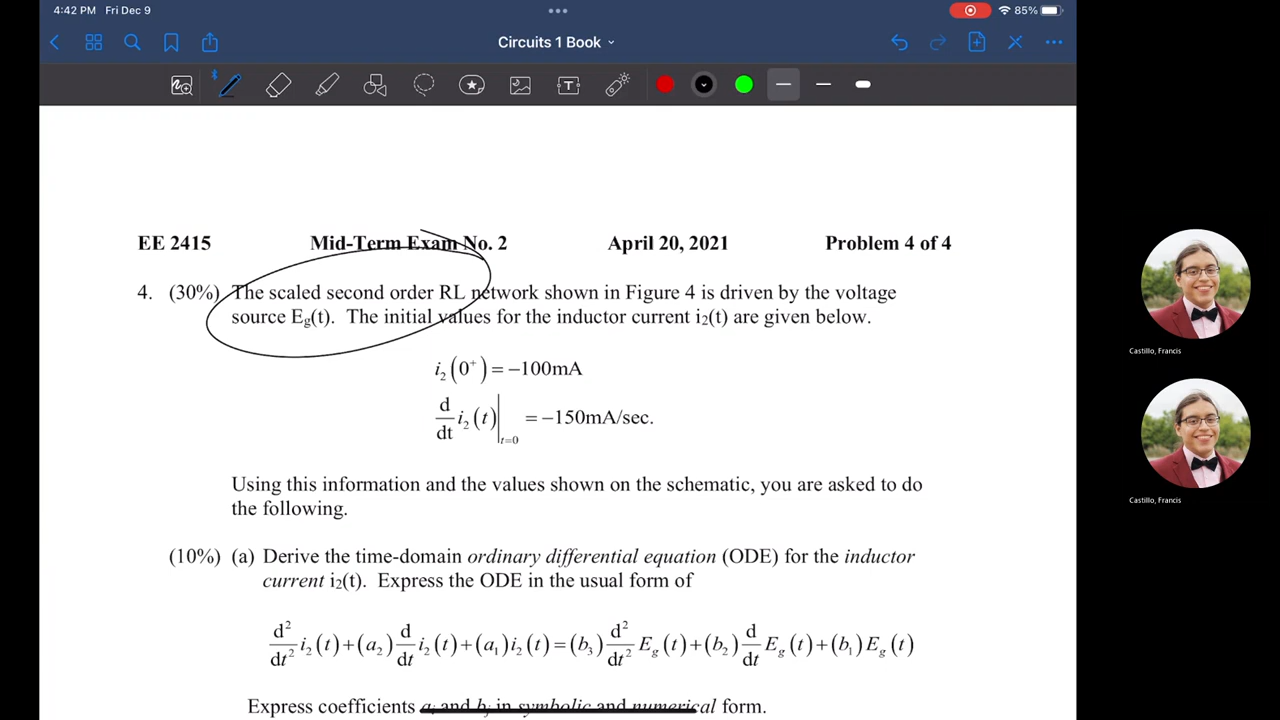 4:42 PM Fri Dec 9
85%
Circuits 1 Book
EE 2415 Mid-Term Exam No. 2 April 20, 2021 Problem 4 of 4
4. (30%) The scaled second order RL network shown in Figure 4 is driven by the voltage
source Eg(t). The initial values for the inductor current i2(t) are given below.
i₂(0⁺) = −100mA
d/dt i₂(t)|t=0 = −150mA/sec.
Using this information and the values shown on the schematic, you are asked to do
the following.
(10%) (a) Derive the time-domain ordinary differential equation (ODE) for the inductor
current i2(t). Express the ODE in the usual form of
d²/dt² i₂(t) + (a₂) d/dt i₂(t) + (a₁) i₂(t) = (b₃) d²/dt² Eg(t) + (b₂) d/dt Eg(t) + (b₁) Eg(t)
Express coefficients ai and bj in symbolic and numerical form.
Castillo, Francis
Castillo, Francis